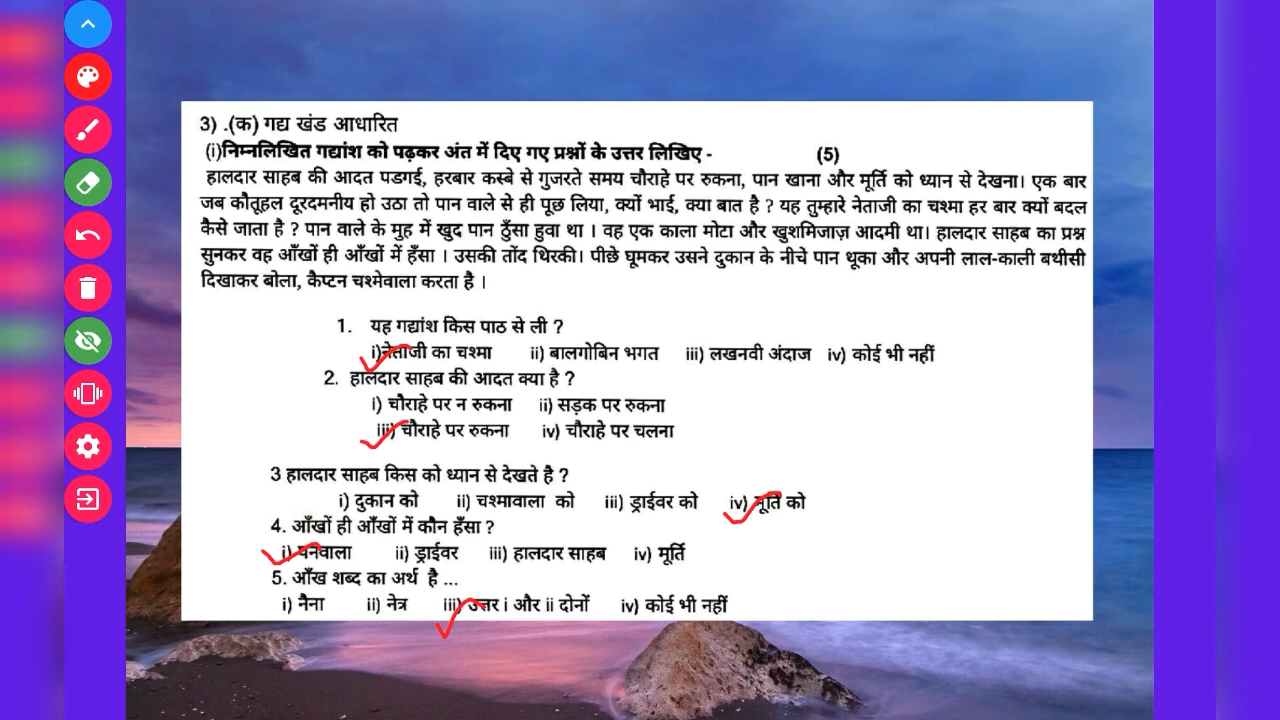 3) .(क) गद्य खंड आधारित
(i)निम्नलिखित गद्यांश को पढ़कर अंत में दिए गए प्रश्नों के उत्तर लिखिए - (5)
हालदार साहब की आदत पडगई, हरबार कस्बे से गुजरते समय चौराहे पर रुकना, पान खाना और मूर्ति को ध्यान से देखना। एक बार
जब कौतूहल दूरदमनीय हो उठा तो पान वाले से ही पूछ लिया, क्यों भाई, क्या बात है ? यह तुम्हारे नेताजी का चश्मा हर बार क्यों बदल
कैसे जाता है ? पान वाले के मुह में खुद पान ठुँसा हुवा था । वह एक काला मोटा और खुशमिजाज़ आदमी था। हालदार साहब का प्रश्न
सुनकर वह आँखों ही आँखों में हँसा । उसकी तोंद थिरकी। पीछे घूमकर उसने दुकान के नीचे पान थूका और अपनी लाल-काली बथीसी
दिखाकर बोला, कैप्टन चश्मेवाला करता है ।
1. यह गद्यांश किस पाठ से ली ?
i)नेताजी का चश्मा ii) बालगोबिन भगत iii) लखनवी अंदाज iv) कोई भी नहीं
2. हालदार साहब की आदत क्या है ?
i) चौराहे पर न रुकना ii) सड़क पर रुकना
iii) चौराहे पर रुकना iv) चौराहे पर चलना
3 हालदार साहब किस को ध्यान से देखते है ?
i) दुकान को ii) चश्मावाला को iii) ड्राईवर को iv) मूर्ति को
4. आँखों ही आँखों में कौन हँसा ?
i) पनवाला ii) ड्राईवर iii) हालदार साहब iv) मूर्ति
5. आँख शब्द का अर्थ है ...
i) नैना ii) नेत्र iii) उत्तर i और ii दोनों iv) कोई भी नहीं